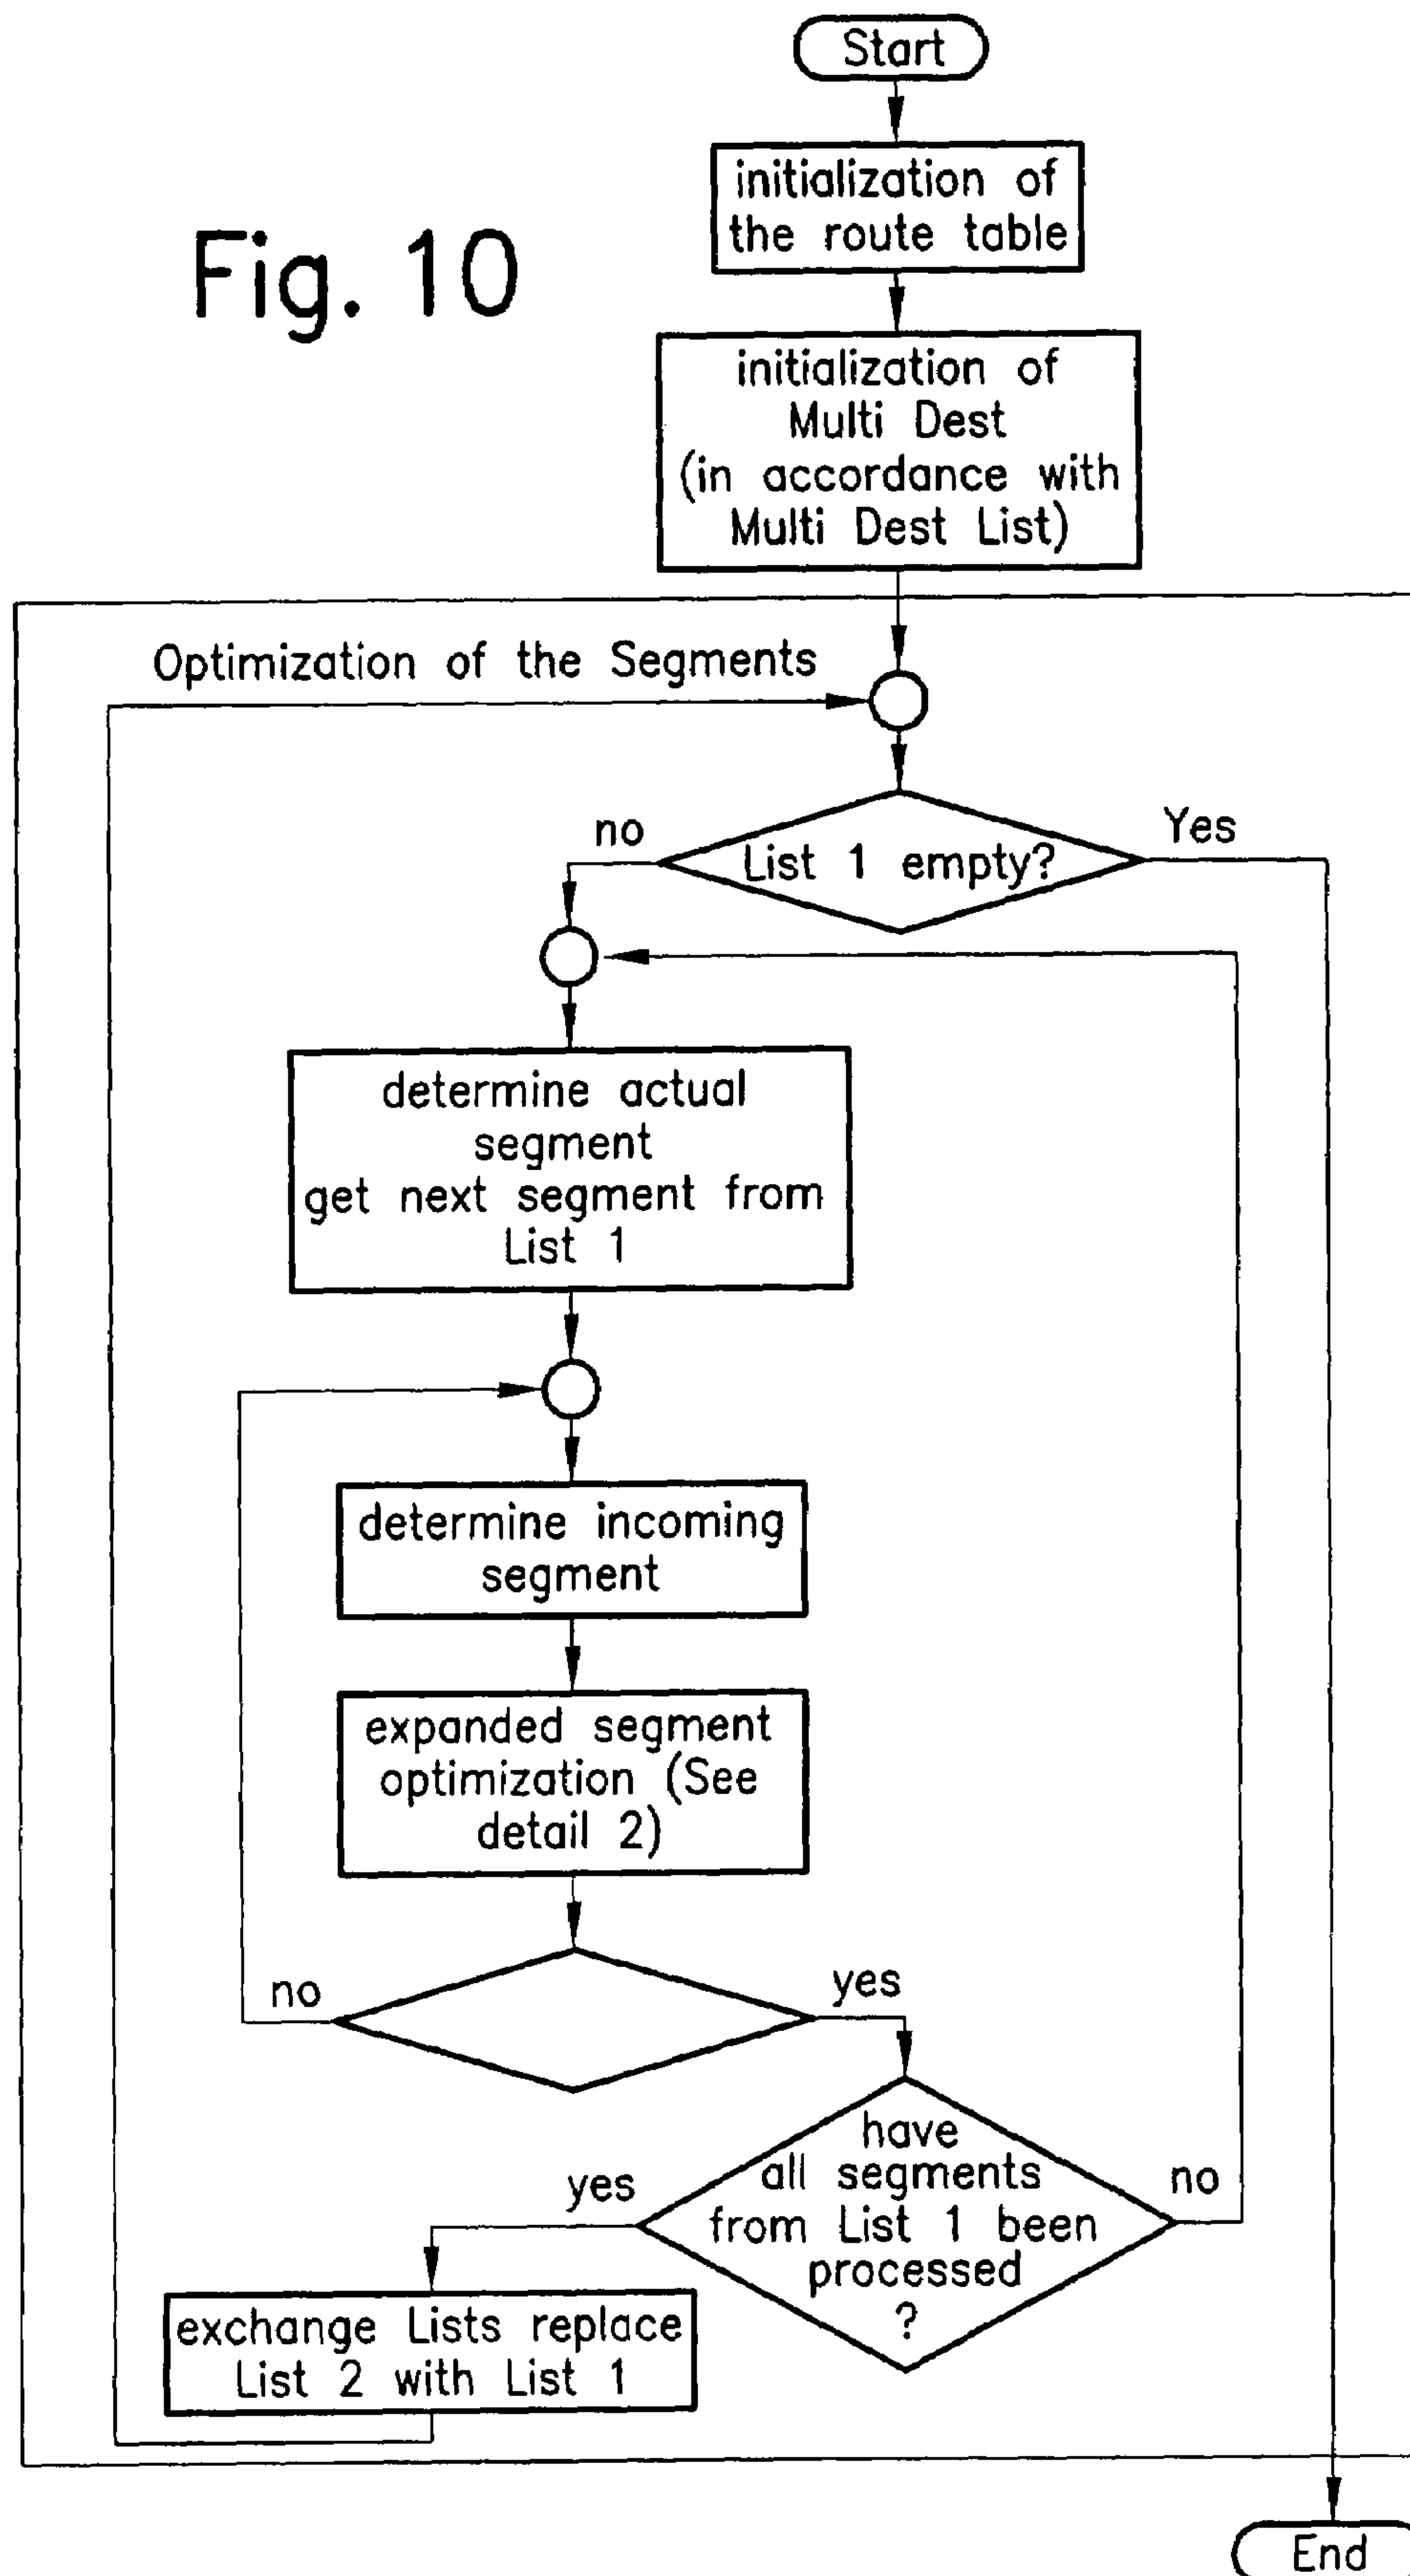 Start
initialization of
the route table
Fig. 10
initialization of
Multi Dest
(in accordance with
Multi Dest List)
Optimization of the Segments
no
List 1 empty?
Yes
determine actual
segment
get next segment from
List 1
determine incoming
segment
expanded segment
optimization (See
detail 2)
no
yes
have
all segments
from List 1 been
processed
?
yes
no
exchange Lists replace
List 2 with List 1
End